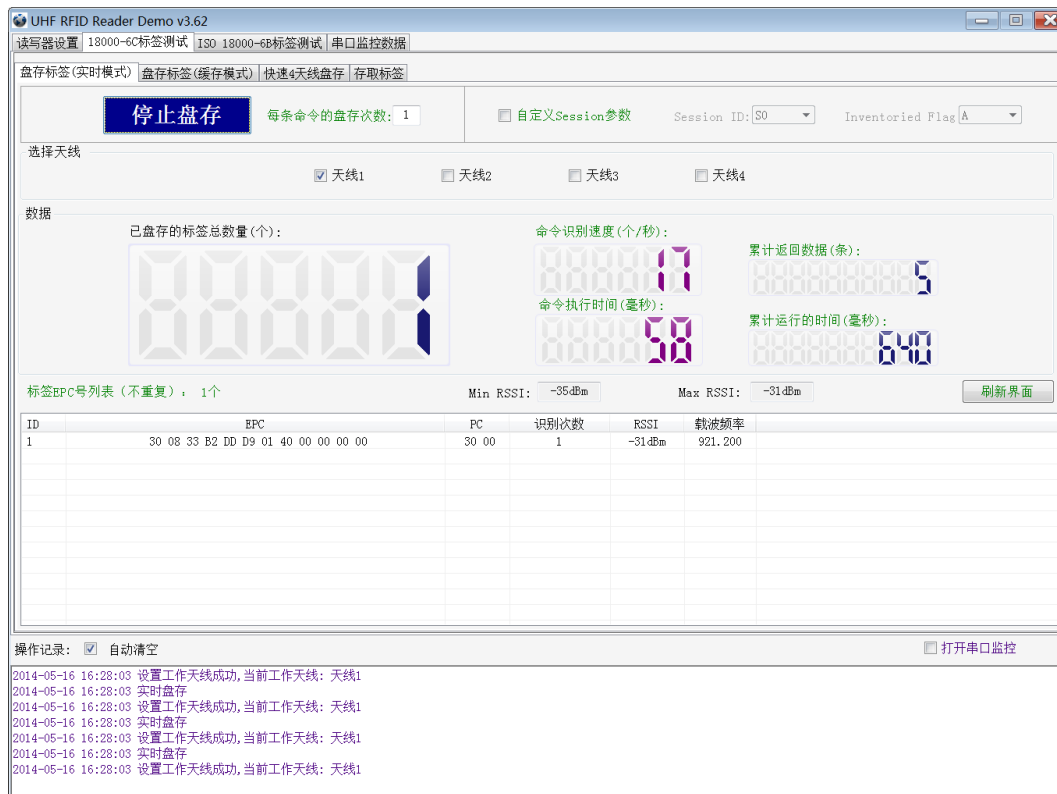 UHF RFID Reader Demo v3.62
读写器设置 18000-6C标签测试 ISO 18000-6B标签测试 串口监控数据
盘存标签(实时模式) 盘存标签(缓存模式) 快速4天线盘存 存取标签
停止盘存 每条命令的盘存次数: 1 自定义Session参数 Session ID: S0 Inventoried Flag A
选择天线
天线1 天线2 天线3 天线4
数据
已盘存的标签总数量(个): 命令识别速度(个/秒):
累计返回数据(条):
1 17 5
命令执行时间(毫秒):
累计运行的时间(毫秒):
58 640
标签EPC号列表（不重复）： 1个 Min RSSI: -35dBm Max RSSI: -31dBm 刷新界面
ID EPC PC 识别次数 RSSI 载波频率
1 30 08 33 B2 DD D9 01 40 00 00 00 00 30 00 1 -31dBm 921.200
操作记录: 自动清空 打开串口监控
2014-05-16 16:28:03 设置工作天线成功,当前工作天线: 天线1
2014-05-16 16:28:03 实时盘存
2014-05-16 16:28:03 设置工作天线成功,当前工作天线: 天线1
2014-05-16 16:28:03 实时盘存
2014-05-16 16:28:03 设置工作天线成功,当前工作天线: 天线1
2014-05-16 16:28:03 实时盘存
2014-05-16 16:28:03 设置工作天线成功,当前工作天线: 天线1